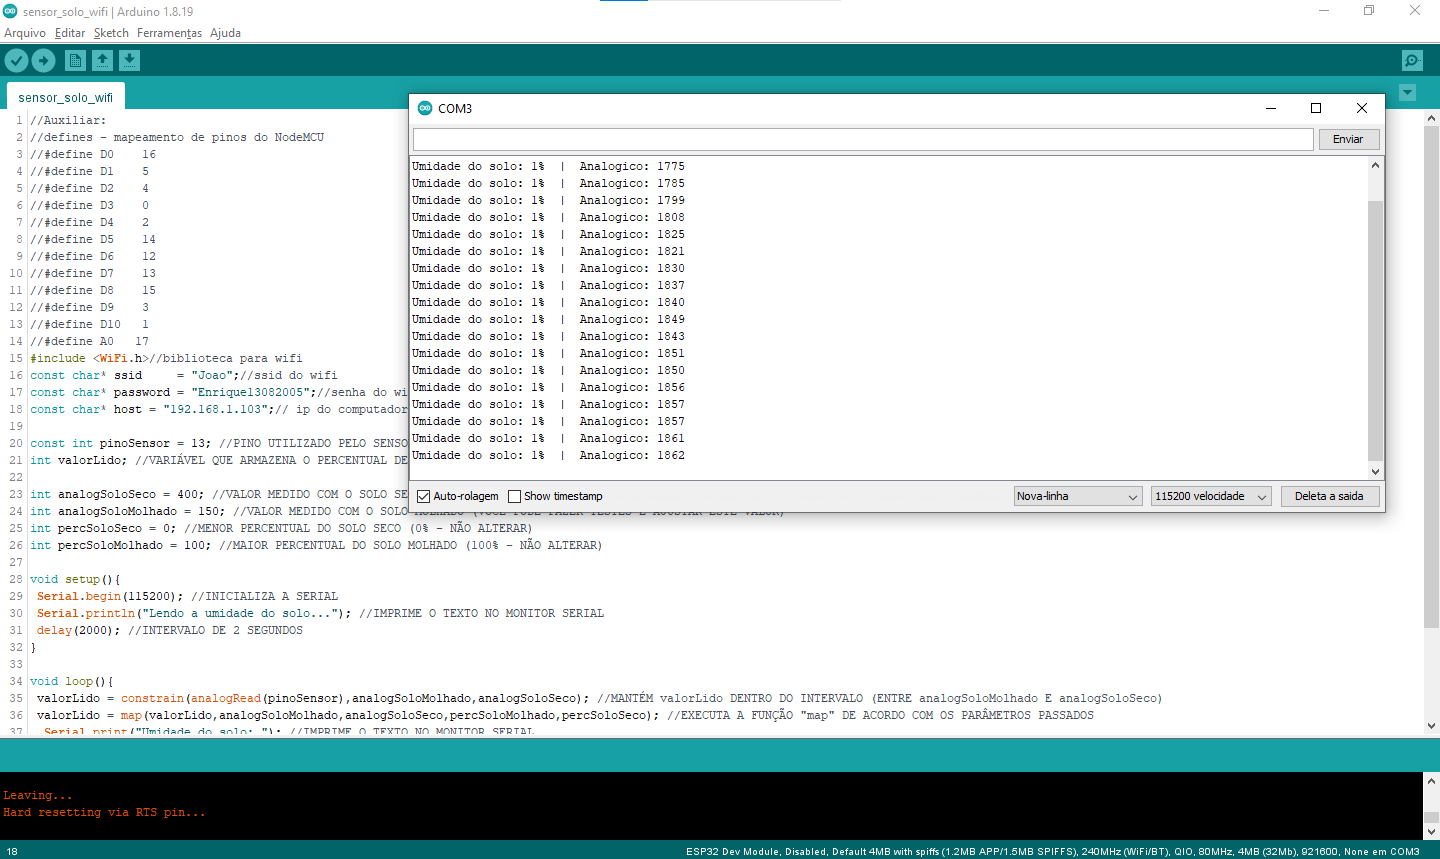 sensor_solo_wifi | Arduino 1.8.19
Arquivo Editar Sketch Ferramentas Ajuda
sensor_solo_wifi
1 //Auxiliar:
2 //defines - mapeamento de pinos do NodeMCU
3 //#define D0    16
4 //#define D1    5
5 //#define D2    4
6 //#define D3    0
7 //#define D4    2
8 //#define D5    14
9 //#define D6    12
10 //#define D7    13
11 //#define D8    15
12 //#define D9    3
13 //#define D10   1
14 //#define A0   17
15 #include <WiFi.h>//biblioteca para wifi
16 const char* ssid     = "Joao";//ssid do wifi
17 const char* password = "Enrique13082005";//senha do wi
18 const char* host = "192.168.1.103";// ip do computador
19
20 const int pinoSensor = 13; //PINO UTILIZADO PELO SENSO
21 int valorLido; //VARIÁVEL QUE ARMAZENA O PERCENTUAL DE
22
23 int analogSoloSeco = 400; //VALOR MEDIDO COM O SOLO SE
24 int analogSoloMolhado = 150; //VALOR MEDIDO COM O SOLO MOLHADO (VOCÊ PODE FAZER TESTES E AJUSTAR ESTE VALOR)
25 int percSoloSeco = 0; //MENOR PERCENTUAL DO SOLO SECO (0% - NÃO ALTERAR)
26 int percSoloMolhado = 100; //MAIOR PERCENTUAL DO SOLO MOLHADO (100% - NÃO ALTERAR)
27
28 void setup(){
29  Serial.begin(115200); //INICIALIZA A SERIAL
30  Serial.println("Lendo a umidade do solo..."); //IMPRIME O TEXTO NO MONITOR SERIAL
31  delay(2000); //INTERVALO DE 2 SEGUNDOS
32 }
33
34 void loop(){
35  valorLido = constrain(analogRead(pinoSensor),analogSoloMolhado,analogSoloSeco); //MANTÉM valorLido DENTRO DO INTERVALO (ENTRE analogSoloMolhado E analogSoloSeco)
36  valorLido = map(valorLido,analogSoloMolhado,analogSoloSeco,percSoloMolhado,percSoloSeco); //EXECUTA A FUNÇÃO "map" DE ACORDO COM OS PARÂMETROS PASSADOS
37   Serial.print("Umidade do solo: "); //IMPRIME O TEXTO NO MONITOR SERIAL
COM3
Enviar
Umidade do solo: 1%  |  Analogico: 1775
Umidade do solo: 1%  |  Analogico: 1785
Umidade do solo: 1%  |  Analogico: 1799
Umidade do solo: 1%  |  Analogico: 1808
Umidade do solo: 1%  |  Analogico: 1825
Umidade do solo: 1%  |  Analogico: 1821
Umidade do solo: 1%  |  Analogico: 1830
Umidade do solo: 1%  |  Analogico: 1837
Umidade do solo: 1%  |  Analogico: 1840
Umidade do solo: 1%  |  Analogico: 1849
Umidade do solo: 1%  |  Analogico: 1843
Umidade do solo: 1%  |  Analogico: 1851
Umidade do solo: 1%  |  Analogico: 1850
Umidade do solo: 1%  |  Analogico: 1856
Umidade do solo: 1%  |  Analogico: 1857
Umidade do solo: 1%  |  Analogico: 1857
Umidade do solo: 1%  |  Analogico: 1861
Umidade do solo: 1%  |  Analogico: 1862
Auto-rolagem Show timestamp Nova-linha 115200 velocidade Deleta a saida
Leaving...
Hard resetting via RTS pin...
18 ESP32 Dev Module, Disabled, Default 4MB with spiffs (1.2MB APP/1.5MB SPIFFS), 240MHz (WiFi/BT), QIO, 80MHz, 4MB (32Mb), 921600, None em COM3